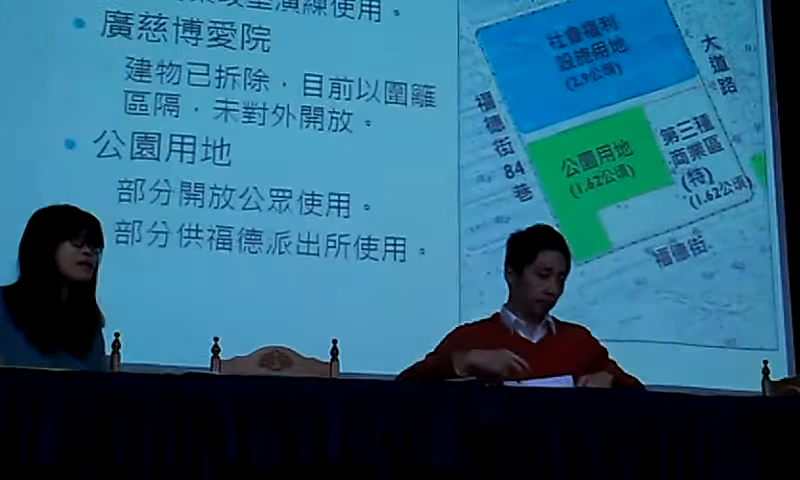 演練使用。
廣慈博愛院
建物已拆除，目前以圍籬
區隔，未對外開放。
公園用地
部分開放公眾使用。
部分供福德派出所使用。
社會福利
設施用地
(2.9公頃)
大道路
福德街84巷
公園用地
(1.62公頃)
第三種
商業區
(特)
(1.62公頃)
福德街